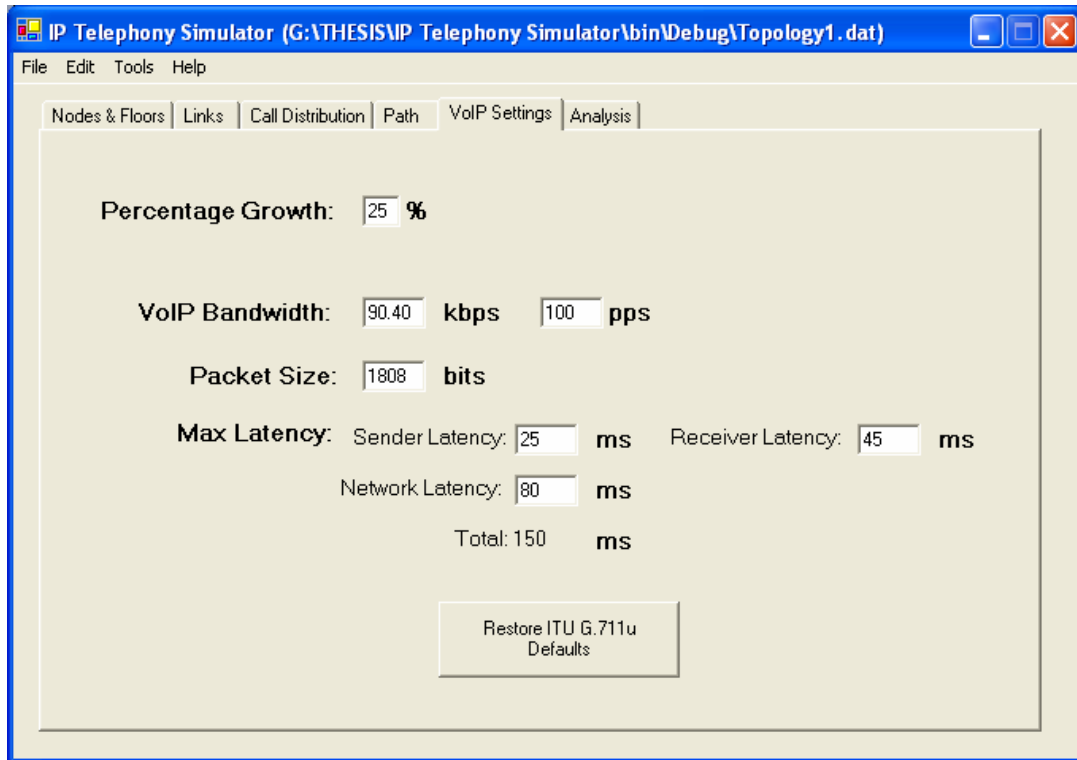 IP Telephony Simulator (G:\THESIS\IP Telephony Simulator\bin\Debug\Topology1.dat)
File Edit Tools Help
Nodes & Floors Links Call Distribution Path VoIP Settings Analysis
Percentage Growth: 25 %
VoIP Bandwidth: 90.40 kbps 100 pps
Packet Size: 1808 bits
Max Latency: Sender Latency: 25 ms Receiver Latency: 45 ms
Network Latency: 80 ms
Total: 150 ms
Restore ITU G.711u
Defaults